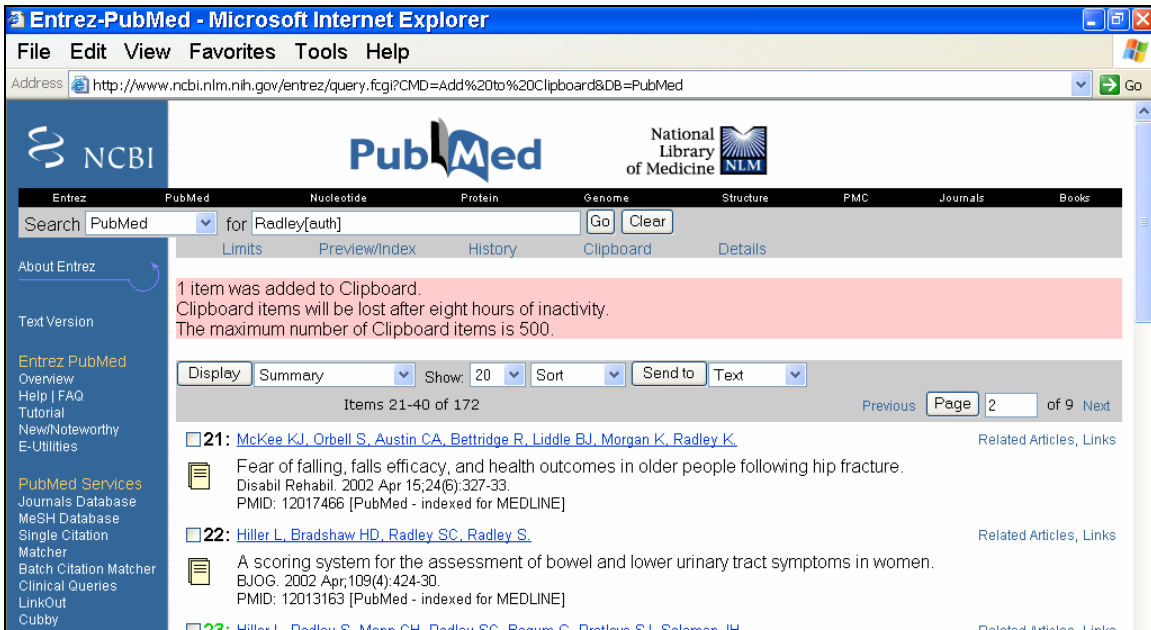 Entrez-PubMed - Microsoft Internet Explorer
File Edit View Favorites Tools Help
Address http://www.ncbi.nlm.nih.gov/entrez/query.fcgi?CMD=Add%20to%20Clipboard&DB=PubMed Go
NCBI
PubMed
National
Library
of Medicine NLM
Entrez PubMed Nucleotide Protein Genome Structure PMC Journals Books
Search PubMed for Radley[auth] Go Clear
Limits Preview/Index History Clipboard Details
About Entrez
Text Version
Entrez PubMed
Overview
Help | FAQ
Tutorial
New/Noteworthy
E-Utilities
PubMed Services
Journals Database
MeSH Database
Single Citation
Matcher
Batch Citation Matcher
Clinical Queries
LinkOut
Cubby
1 item was added to Clipboard.
Clipboard items will be lost after eight hours of inactivity.
The maximum number of Clipboard items is 500.
Display Summary Show: 20 Sort Send to Text
Items 21-40 of 172 Previous Page 2 of 9 Next
21: McKee KJ, Orbell S, Austin CA, Bettridge R, Liddle BJ, Morgan K, Radley K. Related Articles, Links
Fear of falling, falls efficacy, and health outcomes in older people following hip fracture.
Disabil Rehabil. 2002 Apr 15;24(6):327-33.
PMID: 12017466 [PubMed - indexed for MEDLINE]
22: Hiller L, Bradshaw HD, Radley SC, Radley S. Related Articles, Links
A scoring system for the assessment of bowel and lower urinary tract symptoms in women.
BJOG. 2002 Apr;109(4):424-30.
PMID: 12013163 [PubMed - indexed for MEDLINE]
23: Hiller L, Radley S, Mann CH, Radley SC, Begum G, Related Articles, Links